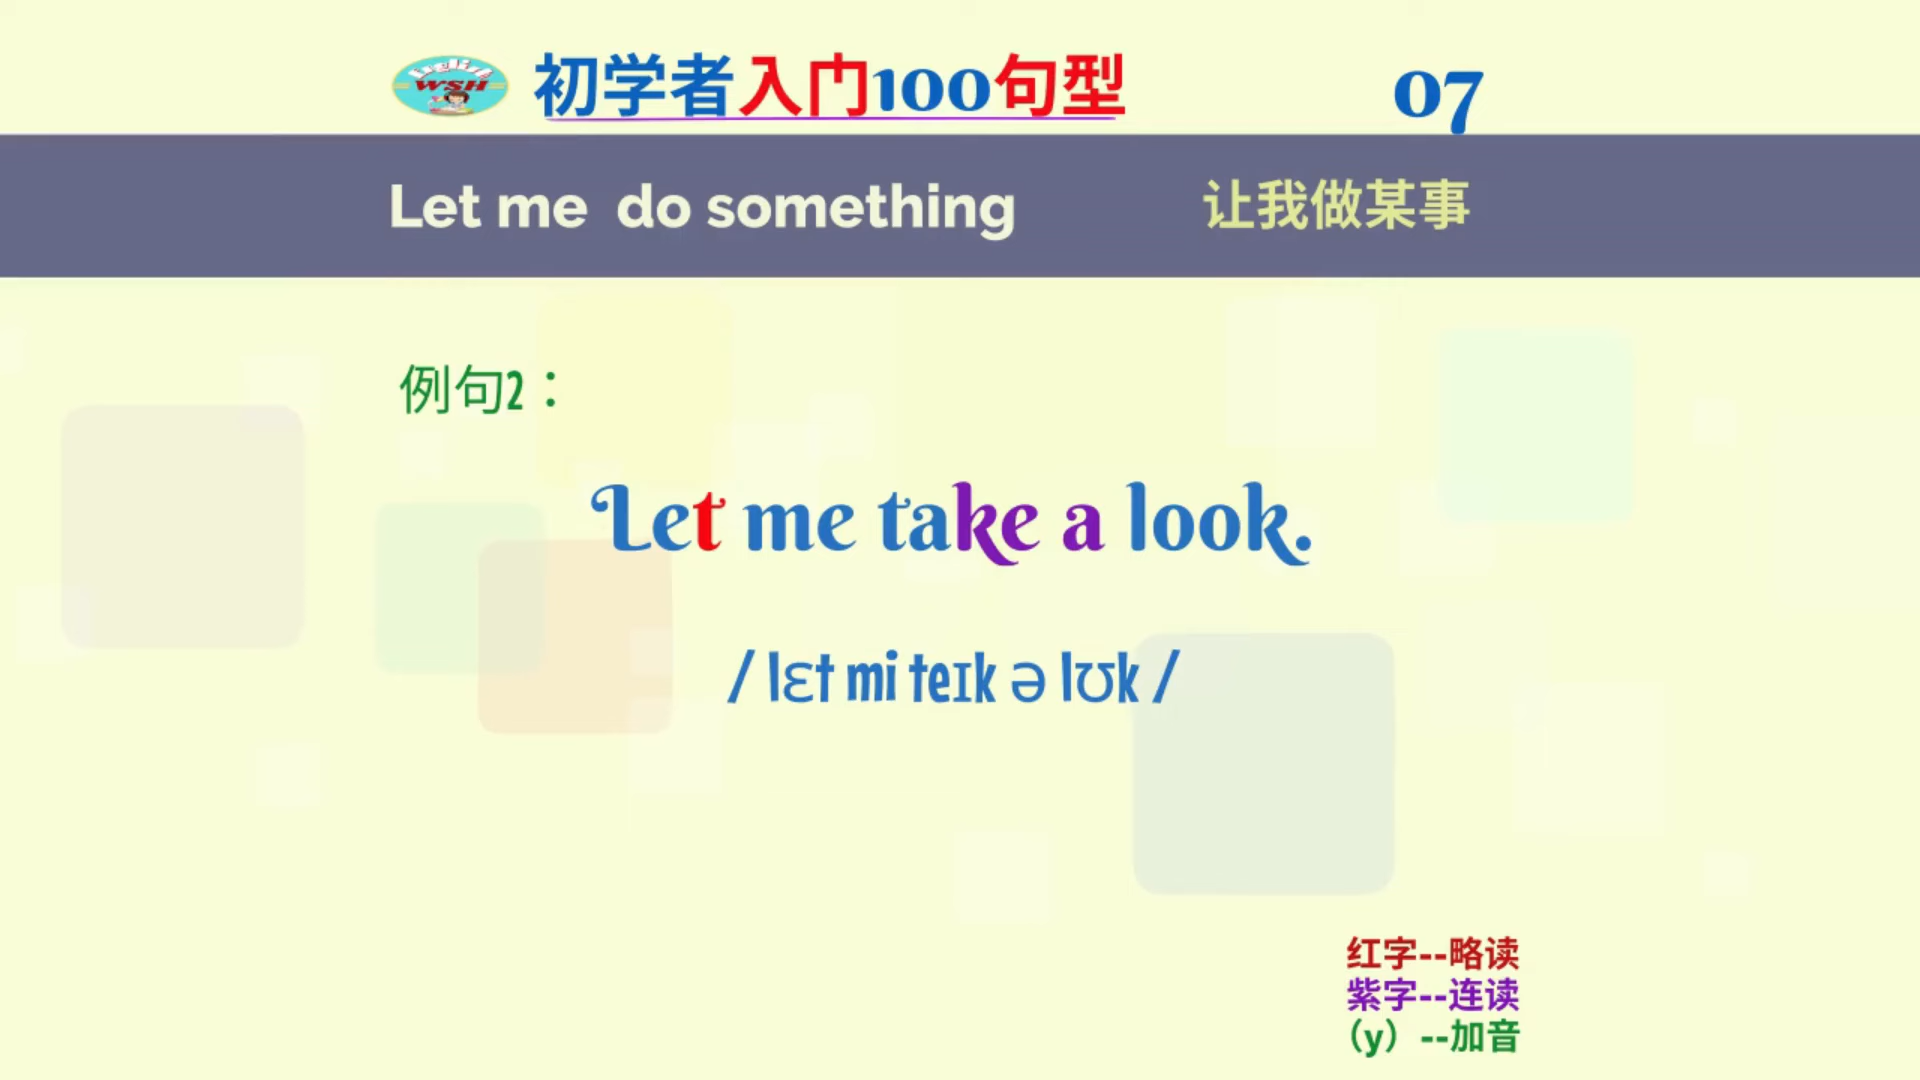 English
WSH
初学者入门100句型
07
Let me do something
让我做某事
例句2：
Let me take a look.
/ lɛt mi teɪk ə lʊk /
红字--略读
紫字--连读
（y）--加音